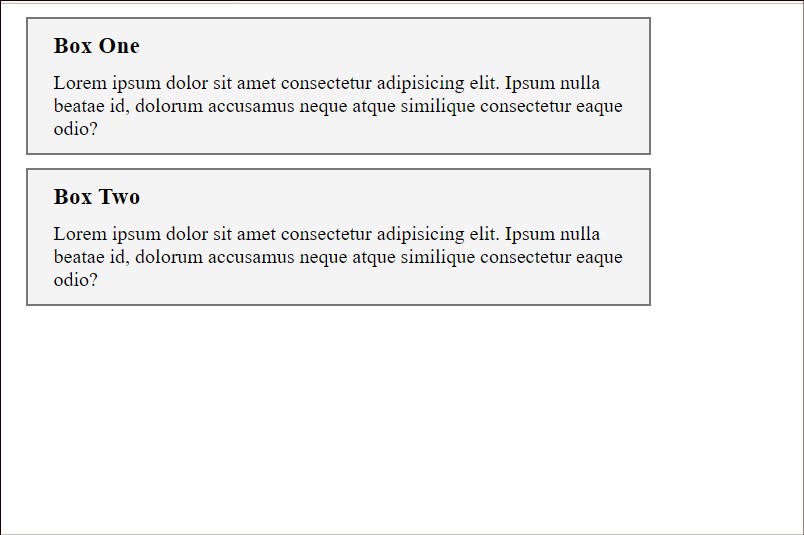 Box One
Lorem ipsum dolor sit amet consectetur adipisicing elit. Ipsum nulla
beatae id, dolorum accusamus neque atque similique consectetur eaque
odio?
Box Two
Lorem ipsum dolor sit amet consectetur adipisicing elit. Ipsum nulla
beatae id, dolorum accusamus neque atque similique consectetur eaque
odio?